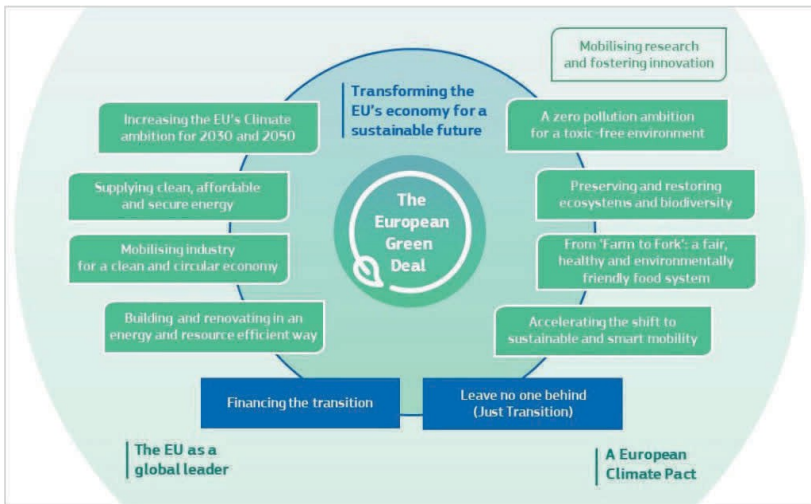 Mobilising research
and fostering innovation
Transforming the
EU's economy for a
sustainable future
Increasing the EU's Climate
ambition for 2030 and 2050
A zero pollution ambition
for a toxic-free environment
Supplying clean, affordable
and secure energy
Preserving and restoring
ecosystems and biodiversity
The
European
Green
Deal
Mobilising industry
for a clean and circular economy
From 'Farm to Fork': a fair,
healthy and environmentally
friendly food system
Building and renovating in an
energy and resource efficient way
Accelerating the shift to
sustainable and smart mobility
Financing the transition
Leave no one behind
(Just Transition)
The EU as a
global leader
A European
Climate Pact